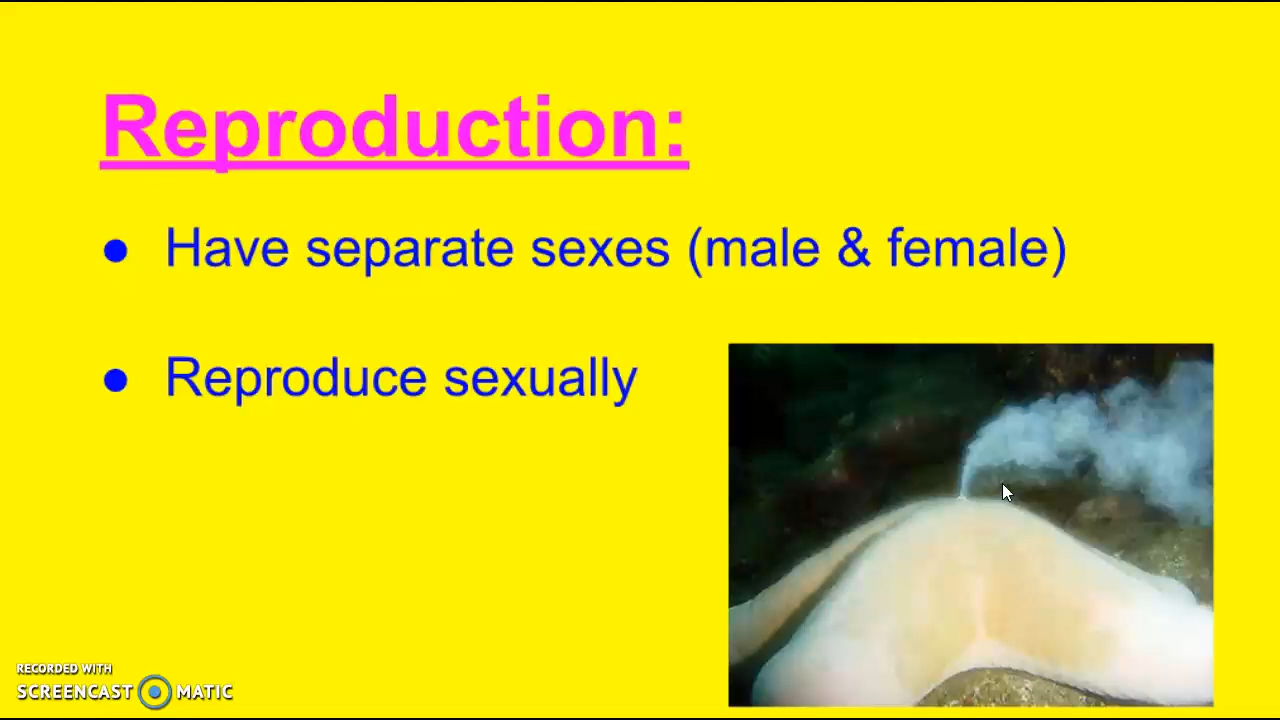 Reproduction:
● Have separate sexes (male & female)
● Reproduce sexually
RECORDED WITH
SCREENCAST MATIC